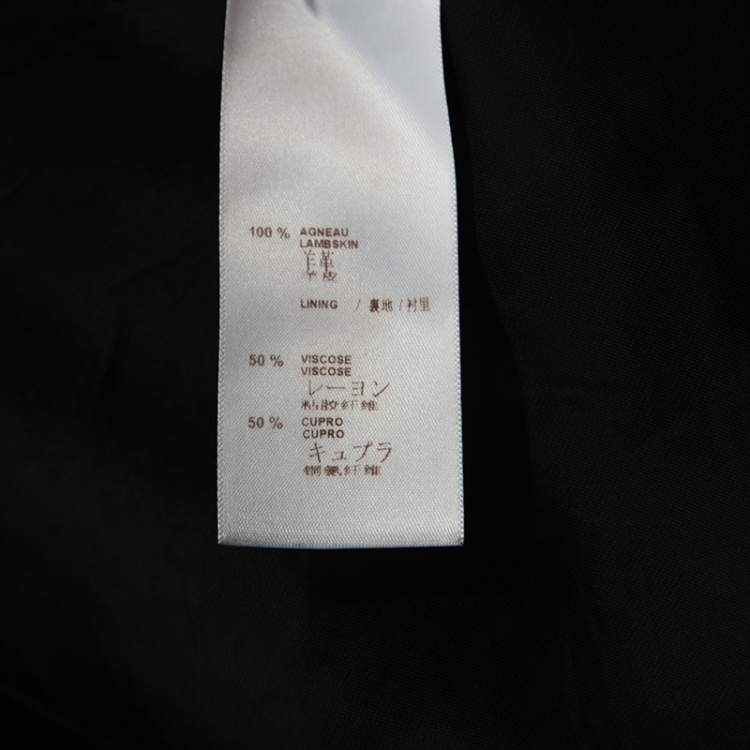 100 % AGNEAU
LAMBSKIN
羊革
羊皮
LINING / 裏地 / 衬里
50 % VISCOSE
VISCOSE
レーヨン
粘胶纤维
50 % CUPRO
CUPRO
キュプラ
铜氨纤维